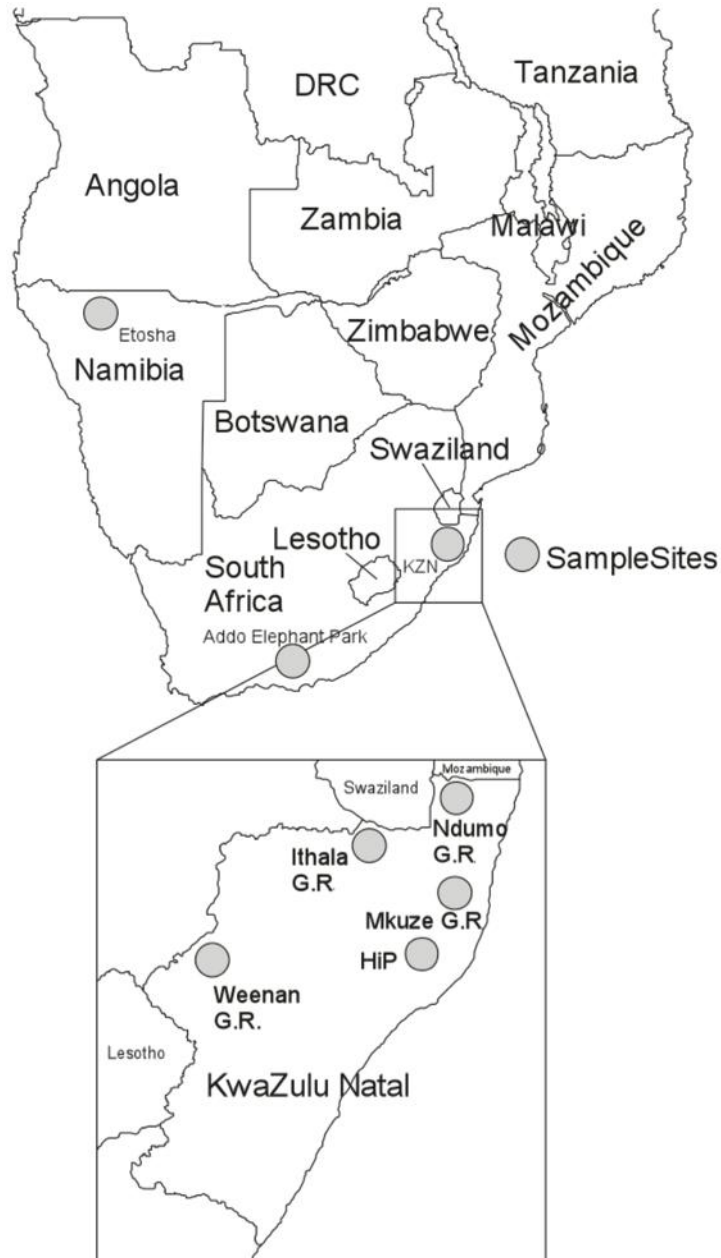 DRC
Tanzania
Angola
Zambia
Malawi
Mozambique
Etosha
Zimbabwe
Namibia
Botswana
Swaziland
Lesotho
KZN
SampleSites
South
Africa
Addo Elephant Park
Mozambique
Swaziland
Ndumo
G.R
Ithala
G.R
Mkuze G.R
HiP
Weenan
G.R.
Lesotho
KwaZulu Natal